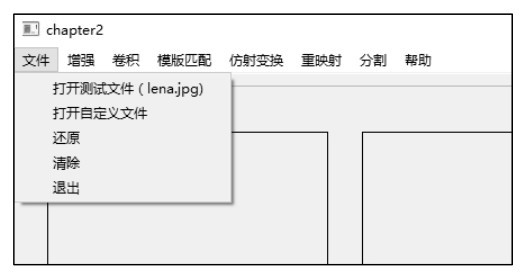 chapter2
文件 增强 卷积 模版匹配 仿射变换 重映射 分割 帮助
打开测试文件 ( lena.jpg)
打开自定义文件
还原
清除
退出